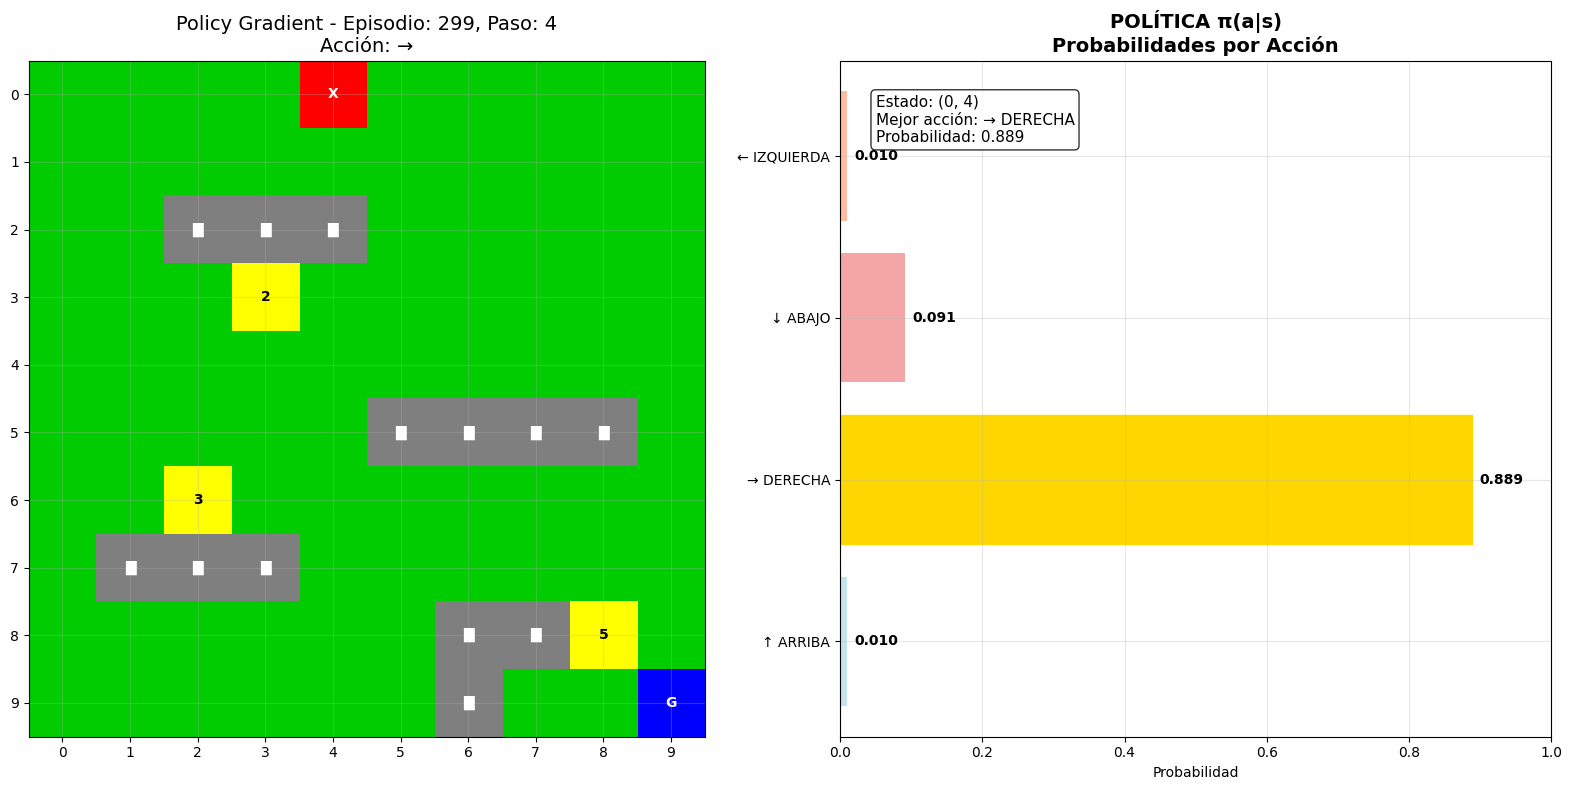 Policy Gradient - Episodio: 299, Paso: 4
Acción: →
X
2
3
5
G
0
1
2
3
4
5
6
7
8
9
0 1 2 3 4 5 6 7 8 9
POLÍTICA π(a|s)
Probabilidades por Acción
Estado: (0, 4)
Mejor acción: → DERECHA
Probabilidad: 0.889
← IZQUIERDA 0.010
↓ ABAJO 0.091
→ DERECHA 0.889
↑ ARRIBA 0.010
0.0 0.2 0.4 0.6 0.8 1.0
Probabilidad